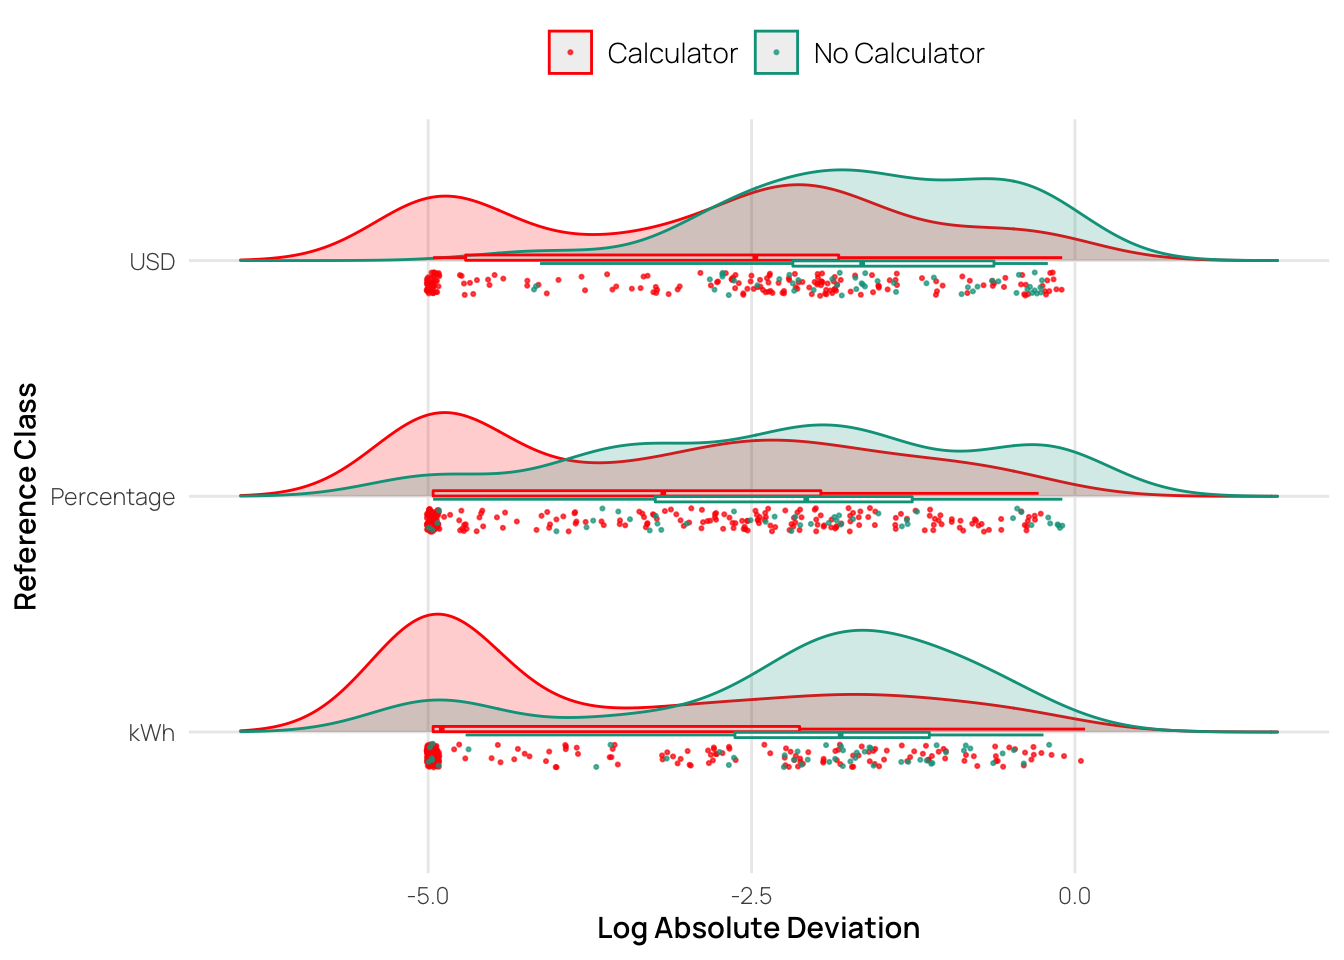 Calculator
No Calculator
USD
Percentage
kWh
Reference Class
-5.0
-2.5
0.0
Log Absolute Deviation